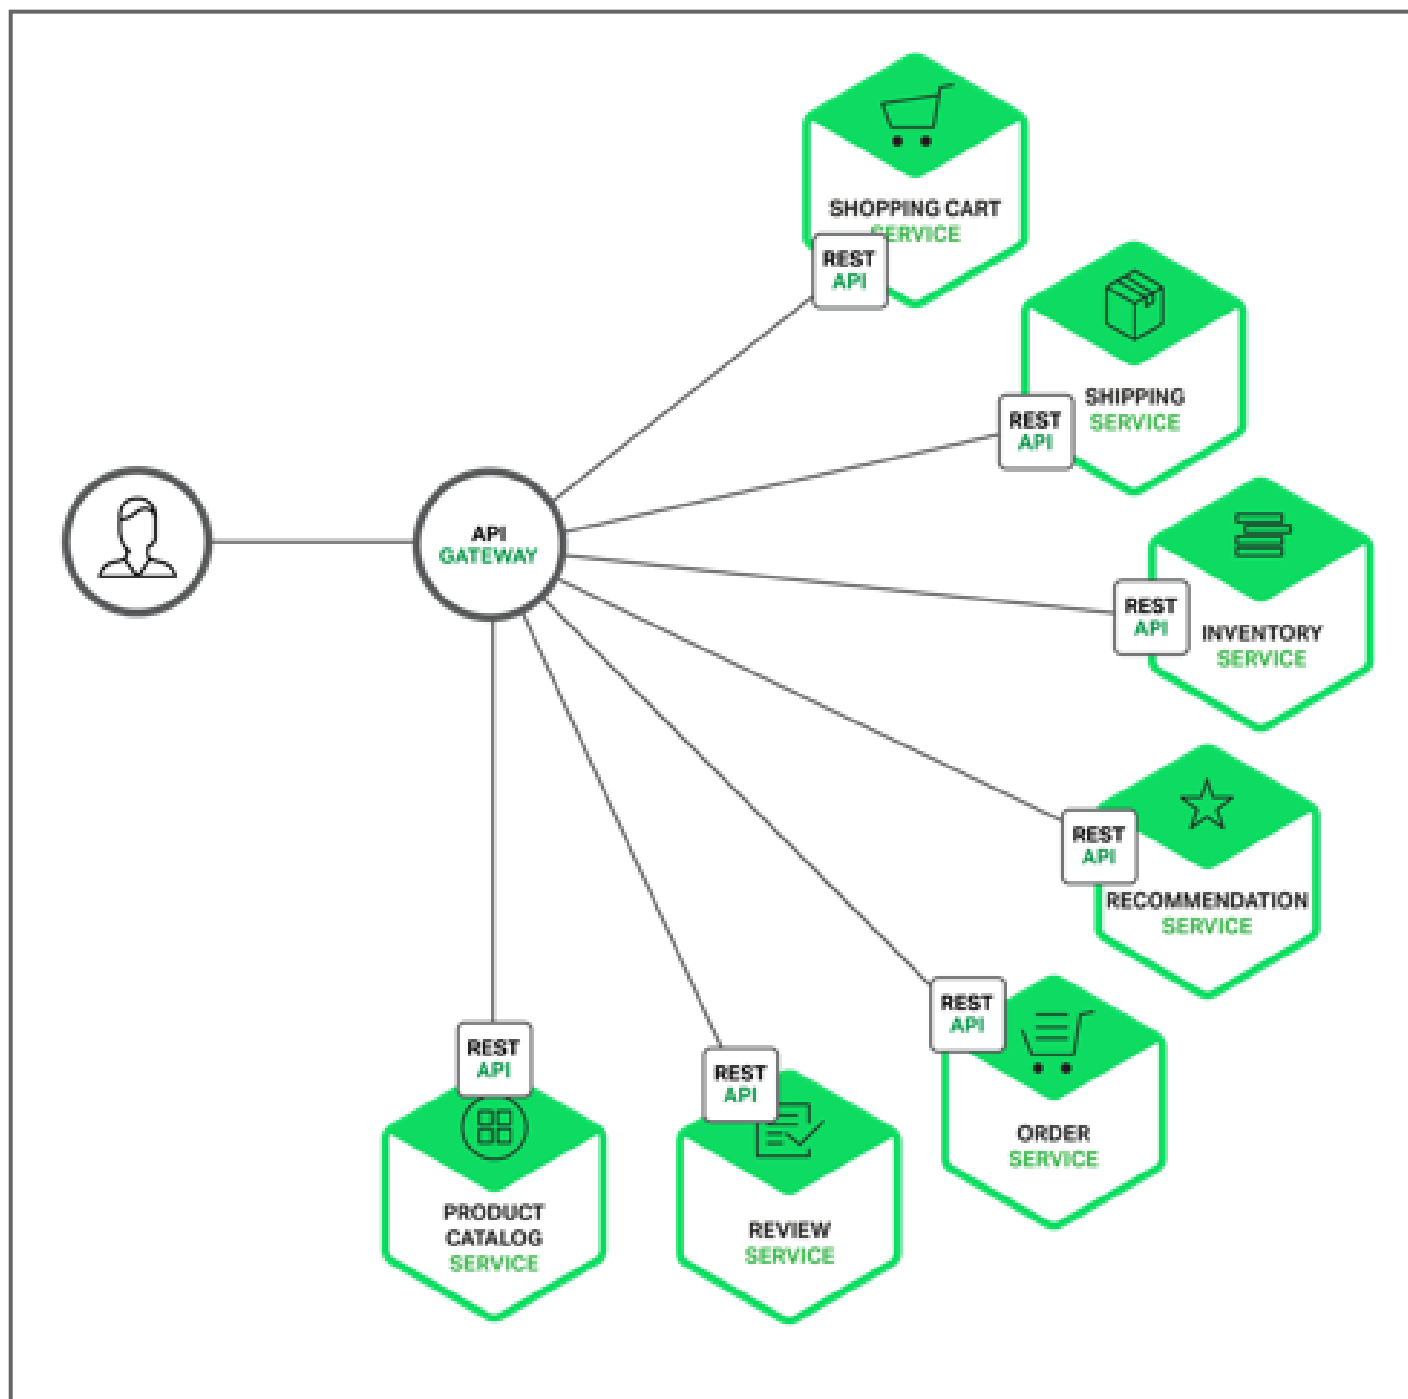 SHOPPING CART
SERVICE
REST
API
SHIPPING
SERVICE
REST
API
API
GATEWAY
INVENTORY
SERVICE
REST
API
REST
API
RECOMMENDATION
SERVICE
REST
API
ORDER
SERVICE
REST
API
REVIEW
SERVICE
REST
API
PRODUCT
CATALOG
SERVICE